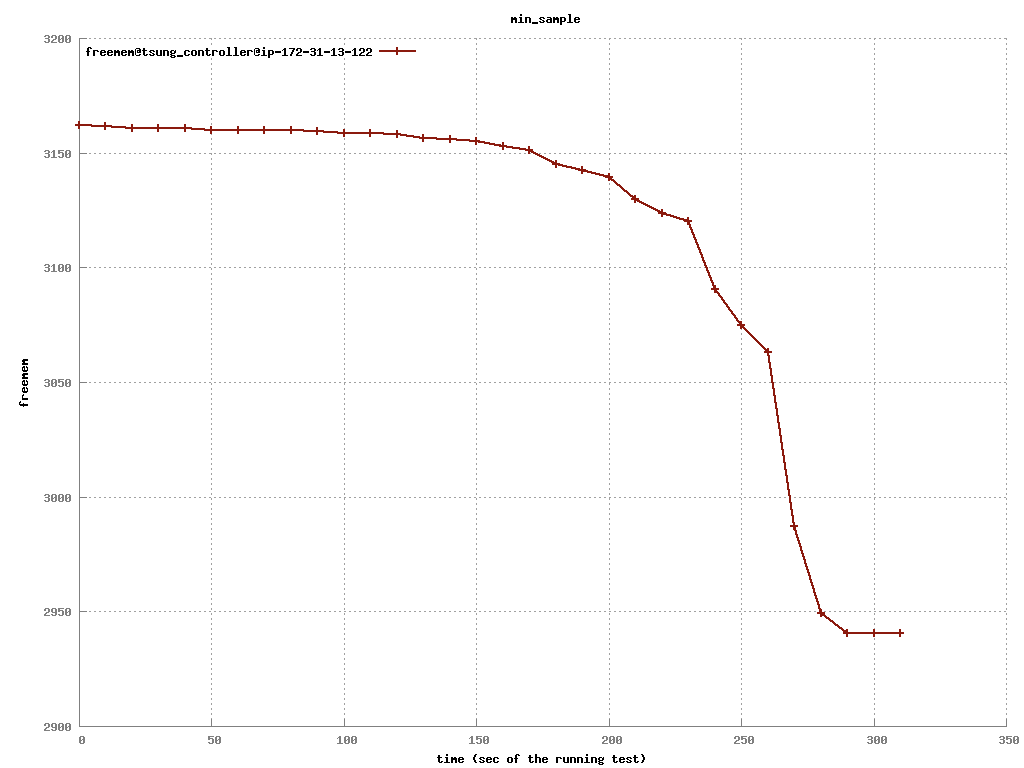 min_sample
3200
freemem@tsung_controller@ip-172-31-13-122
3150
3100
3050
freemem
3000
2950
2900
0 50 100 150 200 250 300 350
time (sec of the running test)